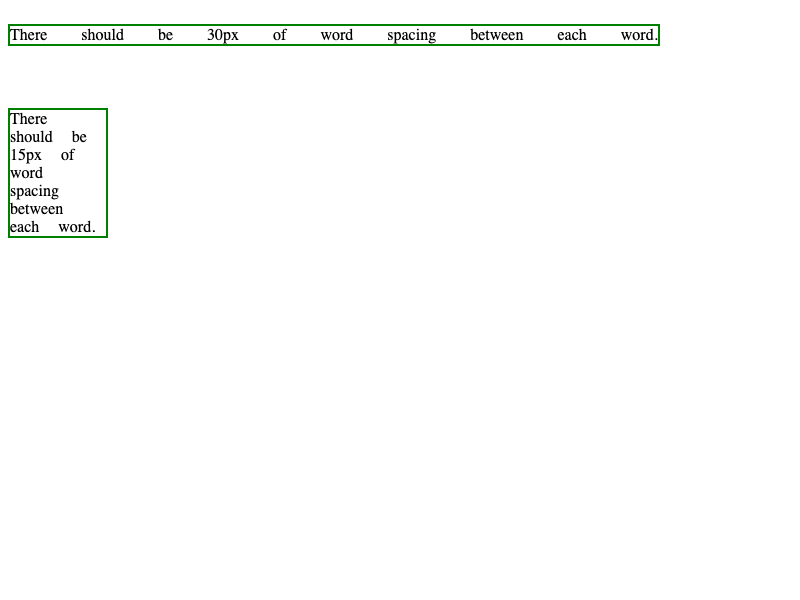 There should be 30px of word spacing between each word.
There
should be
15px of
word
spacing
between
each word.